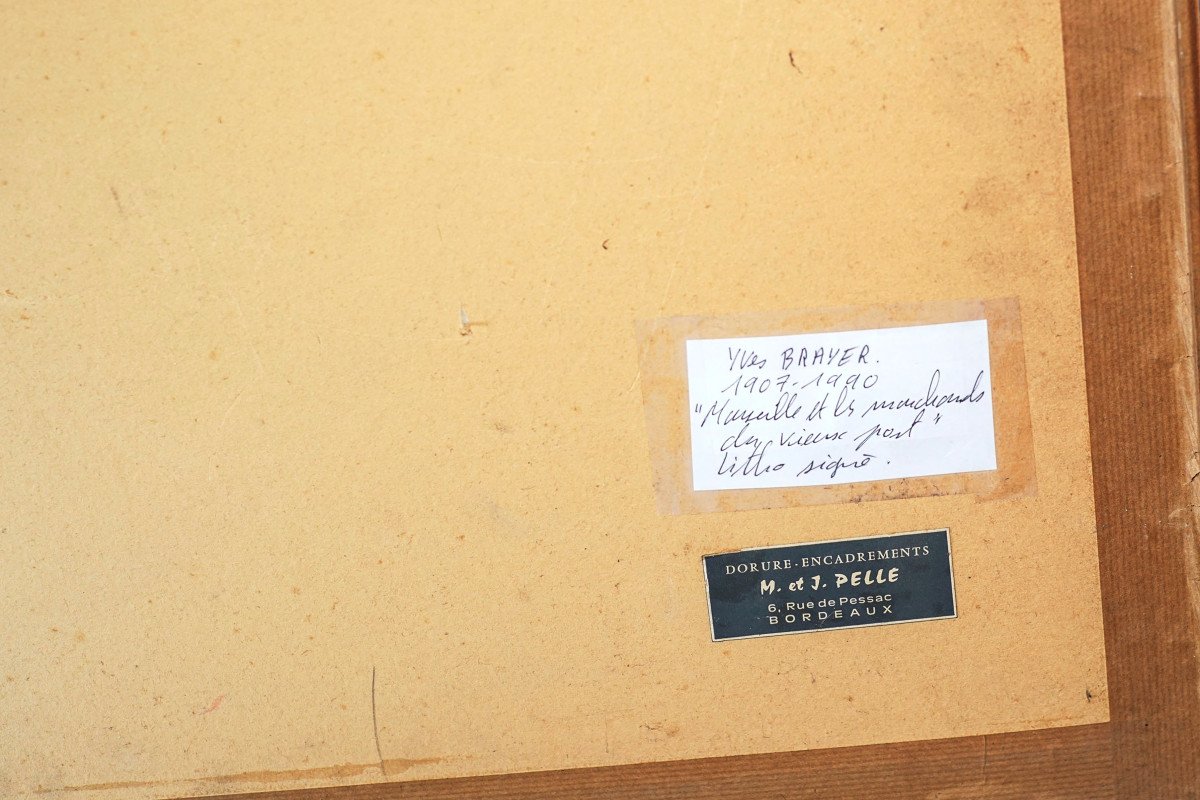 Yves BRAYER.
1907-1990
"Marseille et les marchands
du vieux port"
Litho signé.
DORURE·ENCADREMENTS
M. et J. PELLE
6, Rue de Pessac
BORDEAUX